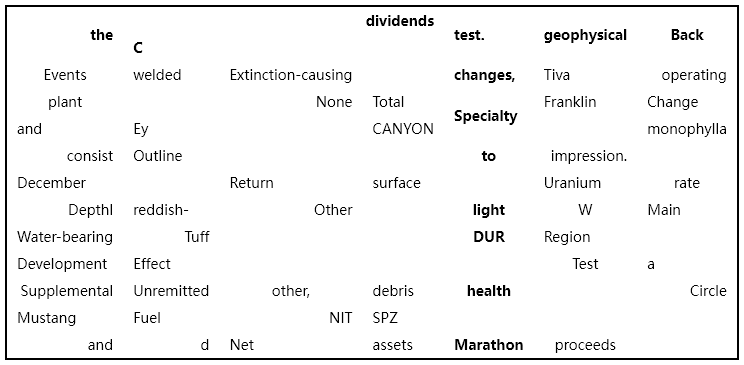 the C dividends test. geophysical Back
Events welded Extinction-causing changes, Tiva operating
plant None Total Specialty Franklin Change
and Ey CANYON monophylla
consist Outline to impression.
December Return surface Uranium rate
Depthl reddish- Other light W Main
Water-bearing Tuff DUR Region
Development Effect Test a
Supplemental Unremitted other, debris health Circle
Mustang Fuel NIT SPZ
and d Net assets Marathon proceeds